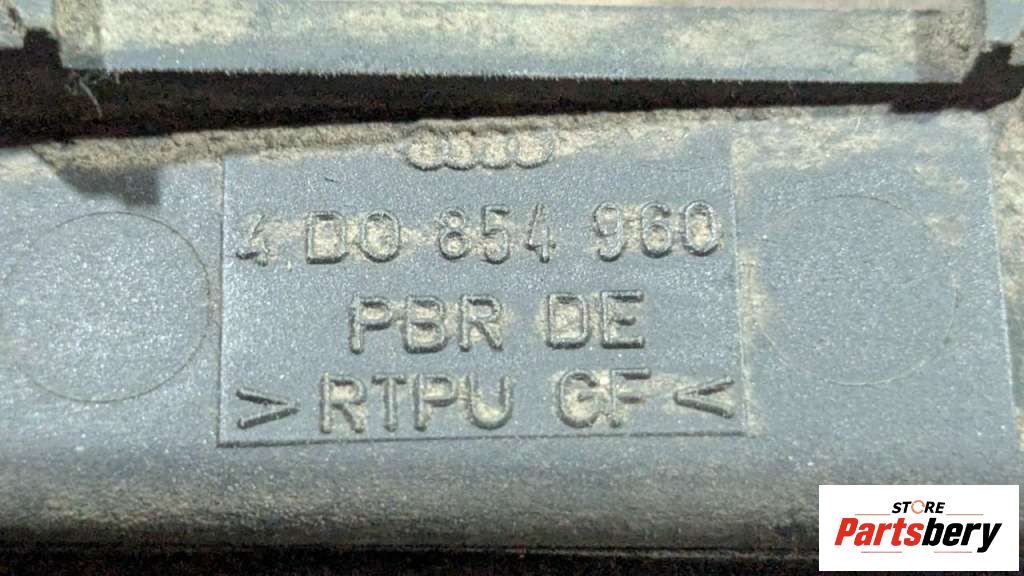 4D0 854 960
PBR DE
>RTPU GF<
STORE
Partsbery